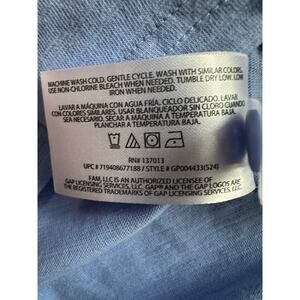 MACHINE WASH COLD. GENTLE CYCLE. WASH WITH SIMILAR COLORS.
USE NON-CHLORINE BLEACH WHEN NEEDED. TUMBLE DRY LOW. LOW
IRON WHEN NEEDED.
LAVAR A MÁQUINA CON AGUA FRÍA. CICLO DELICADO. LAVAR
CON COLORES SIMILARES. USAR BLANQUEADOR SIN CLORO CUANDO
SEA NECESARIO. SECAR A MÁQUINA A TEMPERATURA BAJA.
PLANCHAR A TEMPERATURA BAJA.
RN# 137013
UPC # 719408677188 / STYLE # GP004433(S24)
FAM, LLC IS AN AUTHORIZED LICENSEE OF
GAP LICENSING SERVICES, LLC. GAP® AND THE GAP LOGOS ARE
THE REGISTERED TRADEMARKS OF GAP LICENSING SERVICES, LLC.